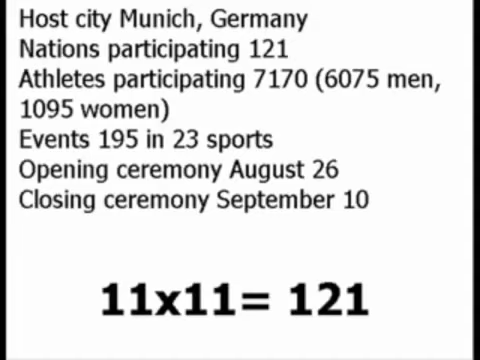 Host city Munich, Germany
Nations participating 121
Athletes participating 7170 (6075 men,
1095 women)
Events 195 in 23 sports
Opening ceremony August 26
Closing ceremony September 10
11x11= 121